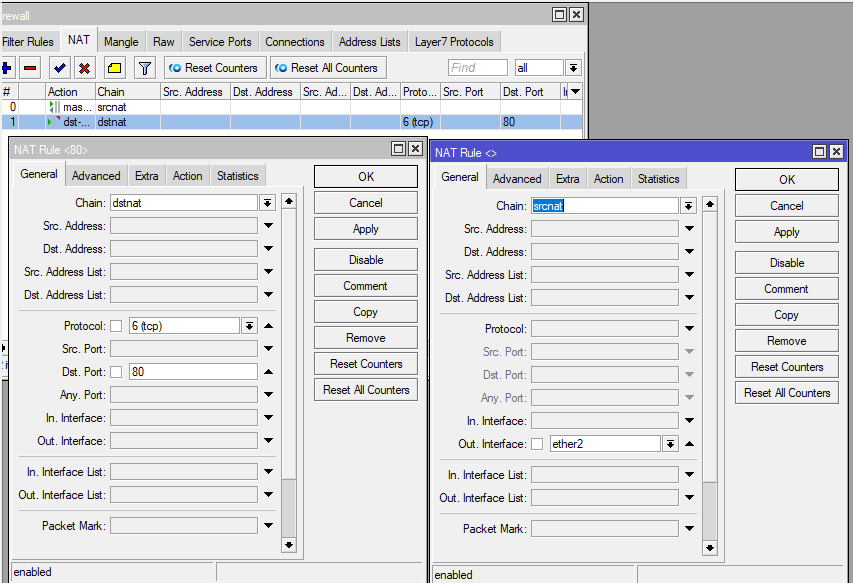 rewall
Filter Rules NAT Mangle Raw Service Ports Connections Address Lists Layer7 Protocols
Reset Counters Reset All Counters Find all
# Action Chain Src. Address Dst. Address Src. Ad... Dst. Ad... Proto... Src. Port Dst. Port
0 mas... srcnat
1 dst-... dstnat 6 (tcp) 80
NAT Rule <80>
General Advanced Extra Action Statistics
Chain: dstnat
Src. Address:
Dst. Address:
Src. Address List:
Dst. Address List:
Protocol: 6 (tcp)
Src. Port:
Dst. Port: 80
Any. Port:
In. Interface:
Out. Interface:
In. Interface List:
Out. Interface List:
Packet Mark:
OK
Cancel
Apply
Disable
Comment
Copy
Remove
Reset Counters
Reset All Counters
enabled
NAT Rule <>
General Advanced Extra Action Statistics
Chain: srcnat
Src. Address:
Dst. Address:
Src. Address List:
Dst. Address List:
Protocol:
Src. Port:
Dst. Port:
Any. Port:
In. Interface:
Out. Interface: ether2
In. Interface List:
Out. Interface List:
Packet Mark:
OK
Cancel
Apply
Disable
Comment
Copy
Remove
Reset Counters
Reset All Counters
enabled